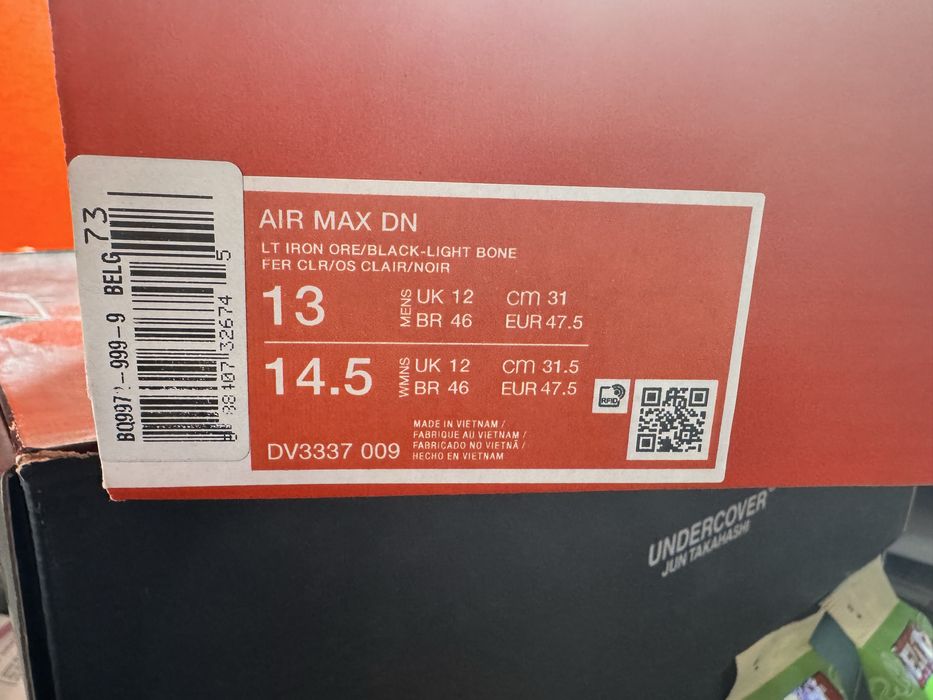 AIR MAX DN
LT IRON ORE/BLACK-LIGHT BONE
FER CLR/OS CLAIR/NOIR
13 MENS UK 12 cm 31
BR 46 EUR 47.5
14.5 WMNS UK 12 cm 31.5
BR 46 EUR 47.5
DV3337 009
MADE IN VIETNAM /
FABRIQUE AU VIETNAM /
FABRICADO NO VIETNÃ /
HECHO EN VIETNAM
RFID
BELG 73
UNDERCOVER
JUN TAKAHASHI